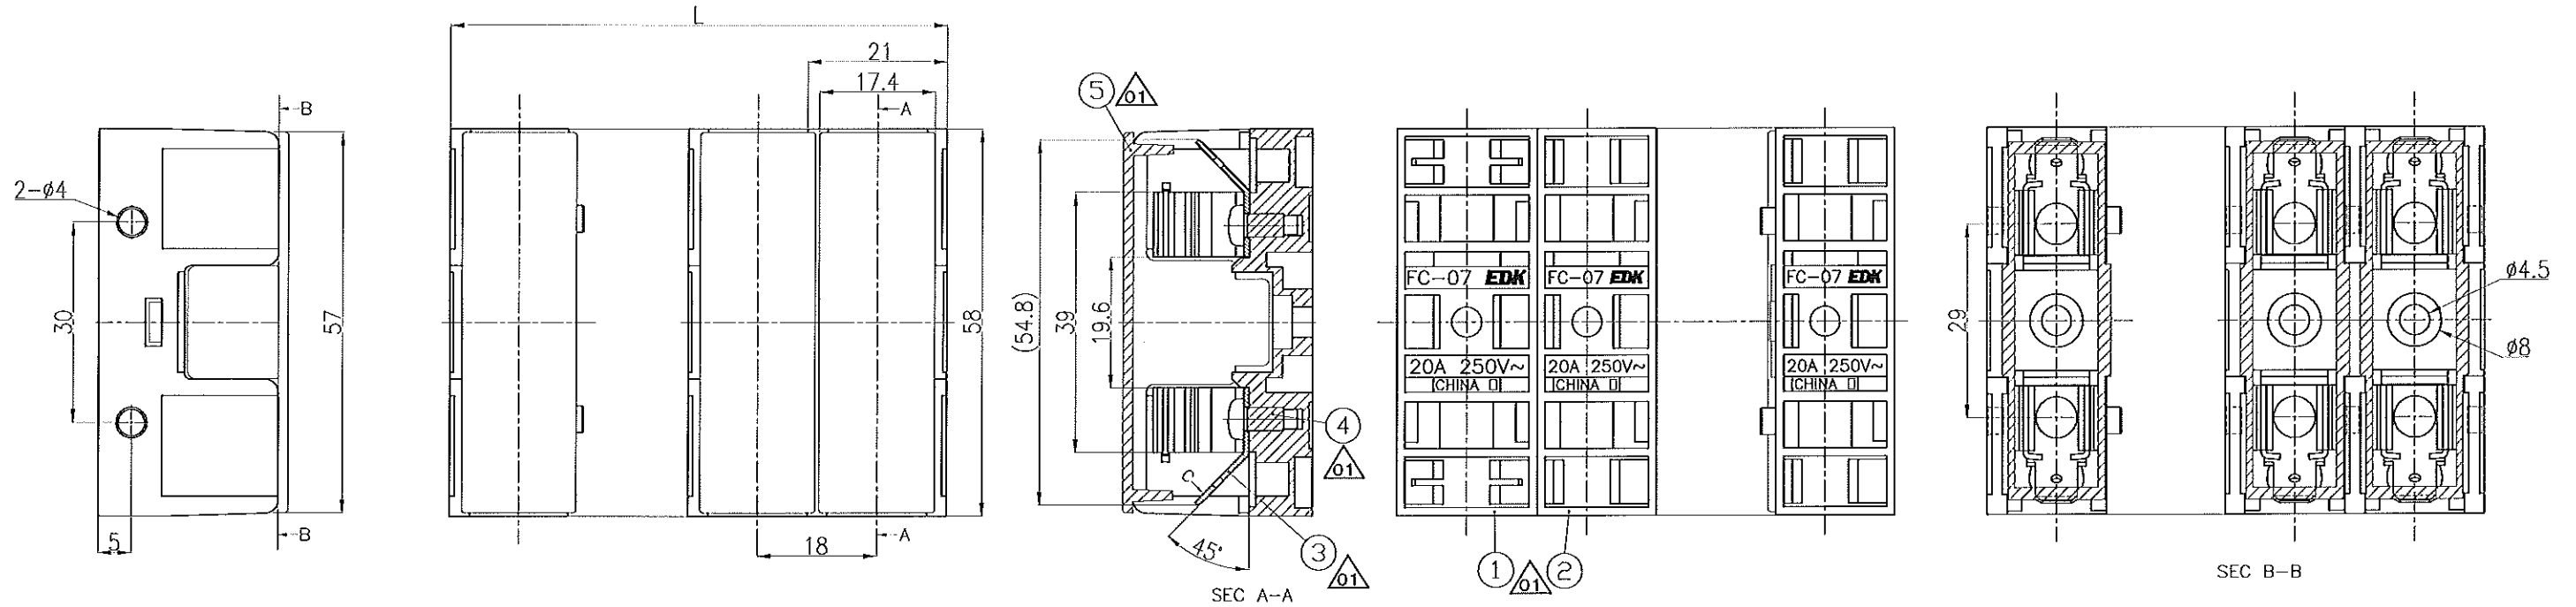 L
21
17.4
B
A
2-ø4
30
57
58
5
B
18
A
5
01
(54.8)
39
19.6
4
01
45°
3
01
SEC A-A
FC-07 EDK
FC-07 EDK
FC-07 EDK
20A 250V~
20A 250V~
20A 250V~
CHINA
CHINA
CHINA
1
01
2
29
ø4.5
ø8
SEC B-B